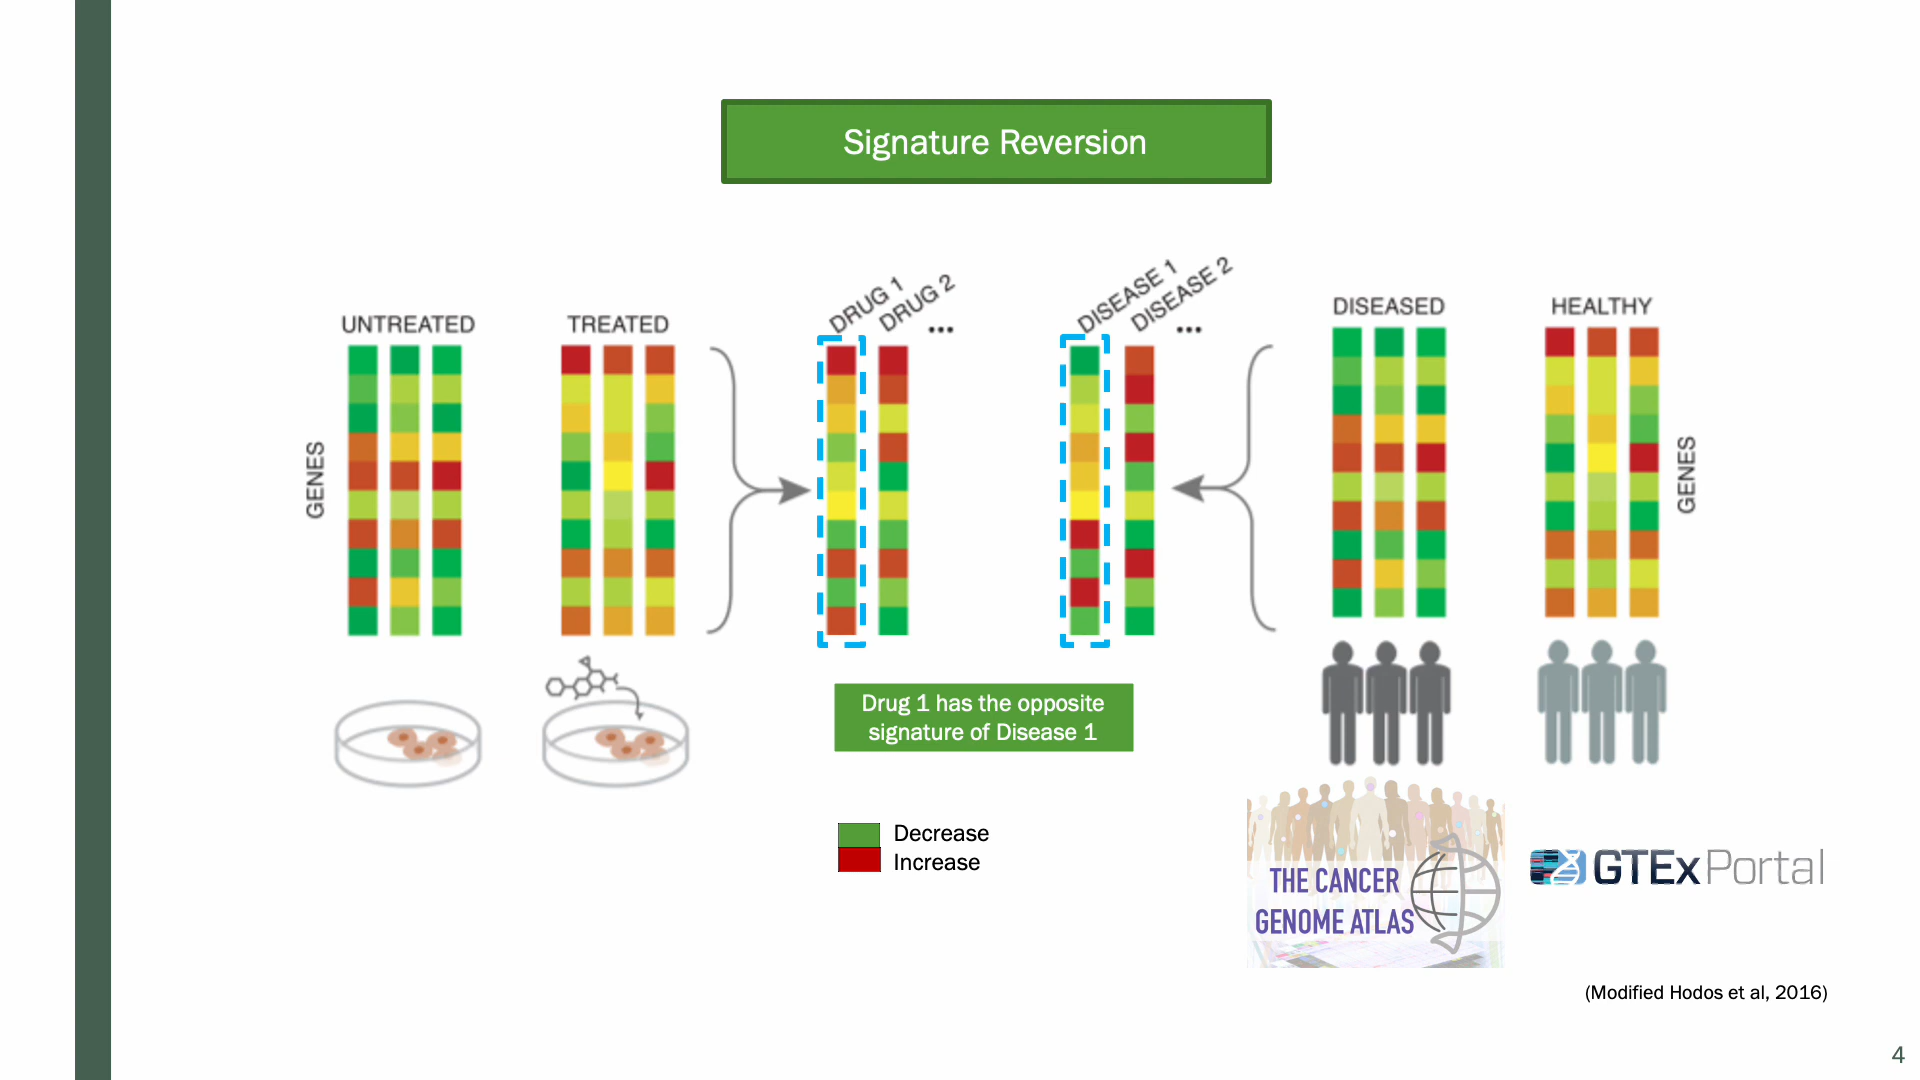 Signature Reversion
UNTREATED
TREATED
DRUG 1
DRUG 2
...
DISEASE 1
DISEASE 2
...
DISEASED
HEALTHY
GENES
GENES
Drug 1 has the opposite
signature of Disease 1
Decrease
Increase
THE CANCER
GENOME ATLAS
GTEx Portal
(Modified Hodos et al, 2016)
4